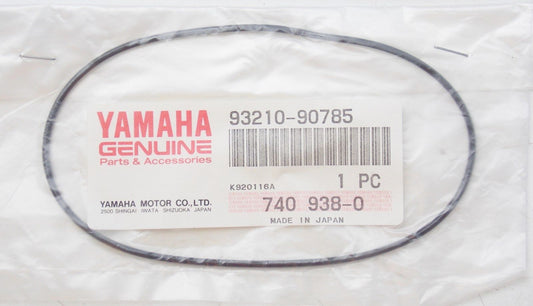 YAMAHA
GENUINE
Parts & Accessories
YAMAHA MOTOR CO., LTD.
2500 SHINGAI IWATA SHIZUOKA JAPAN
93210-90785
K920116A
1 PC
740 938-0
MADE IN JAPAN